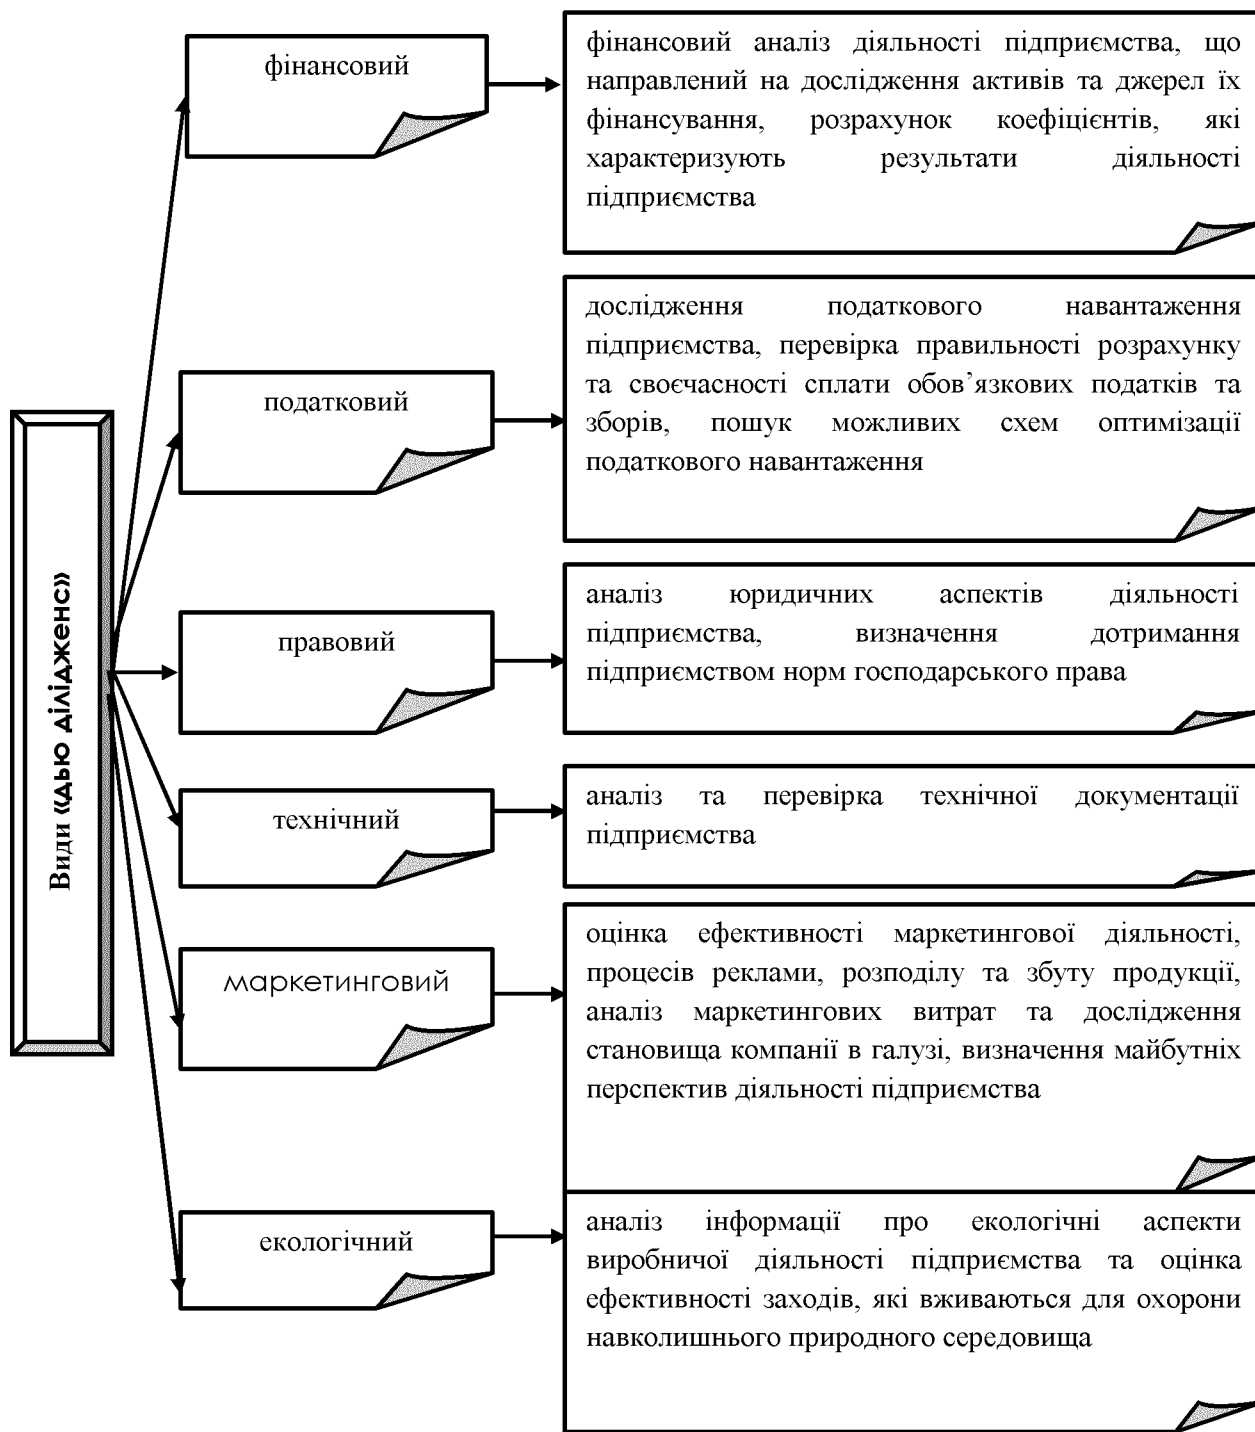 Види «дью ділідженс»
фінансовий
фінансовий аналіз діяльності підприємства, що
направлений на дослідження активів та джерел їх
фінансування, розрахунок коефіцієнтів, які
характеризують результати діяльності
підприємства
податковий
дослідження податкового навантаження
підприємства, перевірка правильності розрахунку
та своєчасності сплати обов’язкових податків та
зборів, пошук можливих схем оптимізації
податкового навантаження
правовий
аналіз юридичних аспектів діяльності
підприємства, визначення дотримання
підприємством норм господарського права
технічний
аналіз та перевірка технічної документації
підприємства
маркетинговий
оцінка ефективності маркетингової діяльності,
процесів реклами, розподілу та збуту продукції,
аналіз маркетингових витрат та дослідження
становища компанії в галузі, визначення майбутніх
перспектив діяльності підприємства
екологічний
аналіз інформації про екологічні аспекти
виробничої діяльності підприємства та оцінка
ефективності заходів, які вживаються для охорони
навколишнього природного середовища